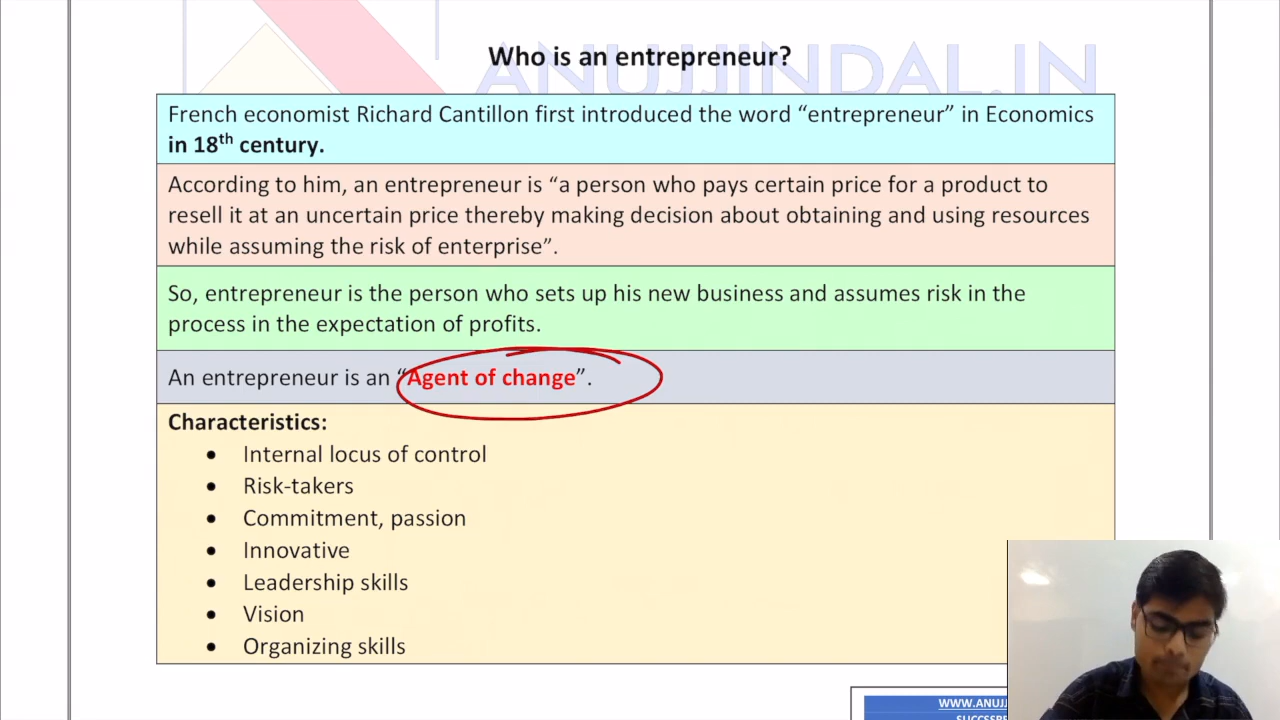 ANUJJINDAL.IN
Who is an entrepreneur?
French economist Richard Cantillon first introduced the word “entrepreneur” in Economics
in 18th century.
According to him, an entrepreneur is “a person who pays certain price for a product to
resell it at an uncertain price thereby making decision about obtaining and using resources
while assuming the risk of enterprise”.
So, entrepreneur is the person who sets up his new business and assumes risk in the
process in the expectation of profits.
An entrepreneur is an “Agent of change”.
Characteristics:
• Internal locus of control
• Risk-takers
• Commitment, passion
• Innovative
• Leadership skills
• Vision
• Organizing skills